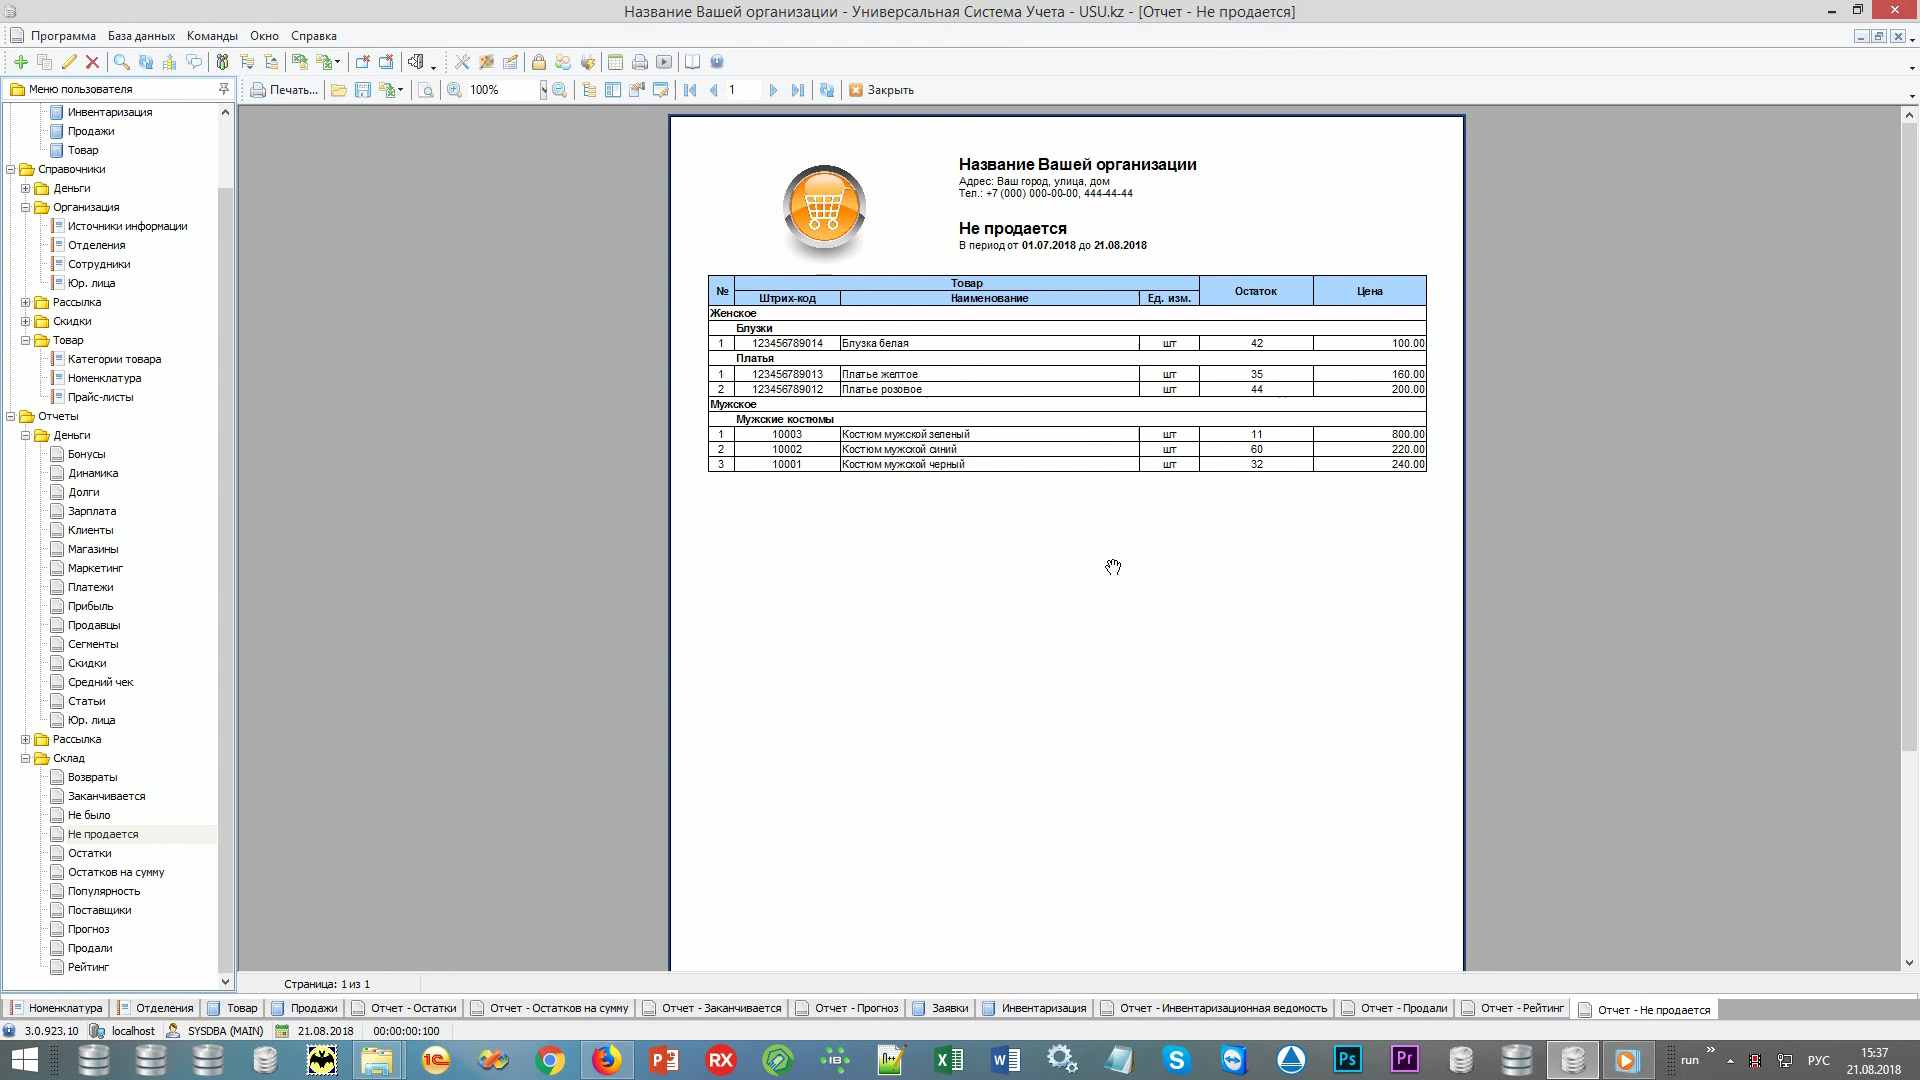 Название Вашей организации - Универсальная Система Учета - USU.kz - [Отчет - Не продается]
Программа База данных Команды Окно Справка
Меню пользователя
Печать... 100% 1 Закрыть
Инвентаризация
Продажи
Товар
Справочники
Деньги
Организация
Источники информации
Отделения
Сотрудники
Юр. лица
Рассылка
Скидки
Товар
Категории товара
Номенклатура
Прайс-листы
Отчеты
Деньги
Бонусы
Динамика
Долги
Зарплата
Клиенты
Магазины
Маркетинг
Платежи
Прибыль
Продавцы
Сегменты
Скидки
Средний чек
Статьи
Юр. лица
Рассылка
Склад
Возвраты
Заканчивается
Не было
Не продается
Остатки
Остатков на сумму
Популярность
Поставщики
Прогноз
Продали
Рейтинг
Название Вашей организации
Адрес: Ваш город, улица, дом
Тел.: +7 (000) 000-00-00, 444-44-44
Не продается
В период от 01.07.2018 до 21.08.2018
№ Товар Остаток Цена
Штрих-код Наименование Ед. изм.
Женское
Блузки
1 123456789014 Блузка белая шт 42 100.00
Платья
1 123456789013 Платье желтое шт 35 160.00
2 123456789012 Платье розовое шт 44 200.00
Мужское
Мужские костюмы
1 10003 Костюм мужской зеленый шт 11 800.00
2 10002 Костюм мужской синий шт 60 220.00
3 10001 Костюм мужской черный шт 32 240.00
Страница: 1 из 1
Номенклатура Отделения Товар Продажи Отчет - Остатки Отчет - Остатков на сумму Отчет - Заканчивается Отчет - Прогноз Заявки Инвентаризация Отчет - Инвентаризационная ведомость Отчет - Продали Отчет - Рейтинг Отчет - Не продается
3.0.923.10 localhost SYSDBA (MAIN) 21.08.2018 00:00:00:100
1С RX IB n++ Ps Pr run » РУС 15:37
21.08.2018